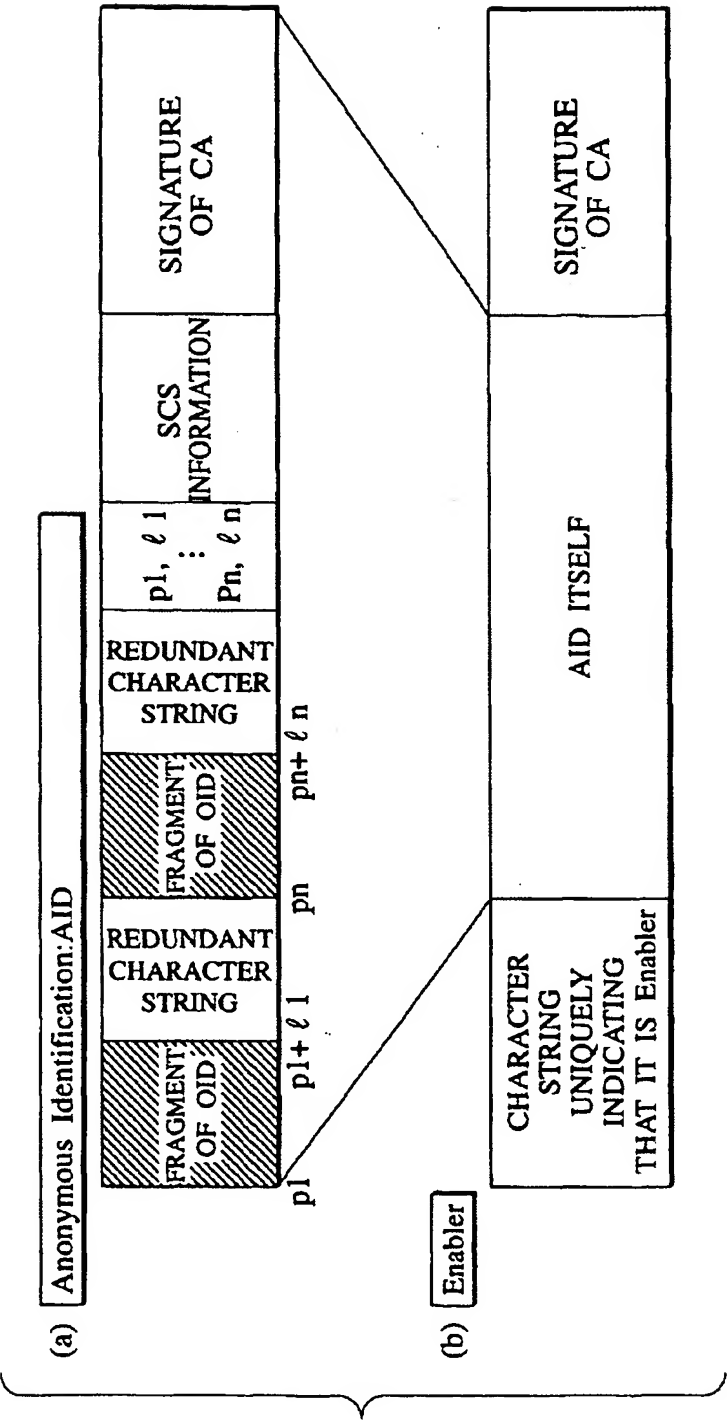 (a) Anonymous Identification:AID
FRAGMENT
OF OID
REDUNDANT
CHARACTER
STRING
FRAGMENT
OF OID
REDUNDANT
CHARACTER
STRING
p1, ℓ 1
⋮
Pn, ℓ n
SCS
INFORMATION
SIGNATURE
OF CA
p1 p1+ ℓ 1 pn pn+ ℓ n
(b) Enabler
CHARACTER
STRING
UNIQUELY
INDICATING
THAT IT IS Enabler
AID ITSELF
SIGNATURE
OF CA